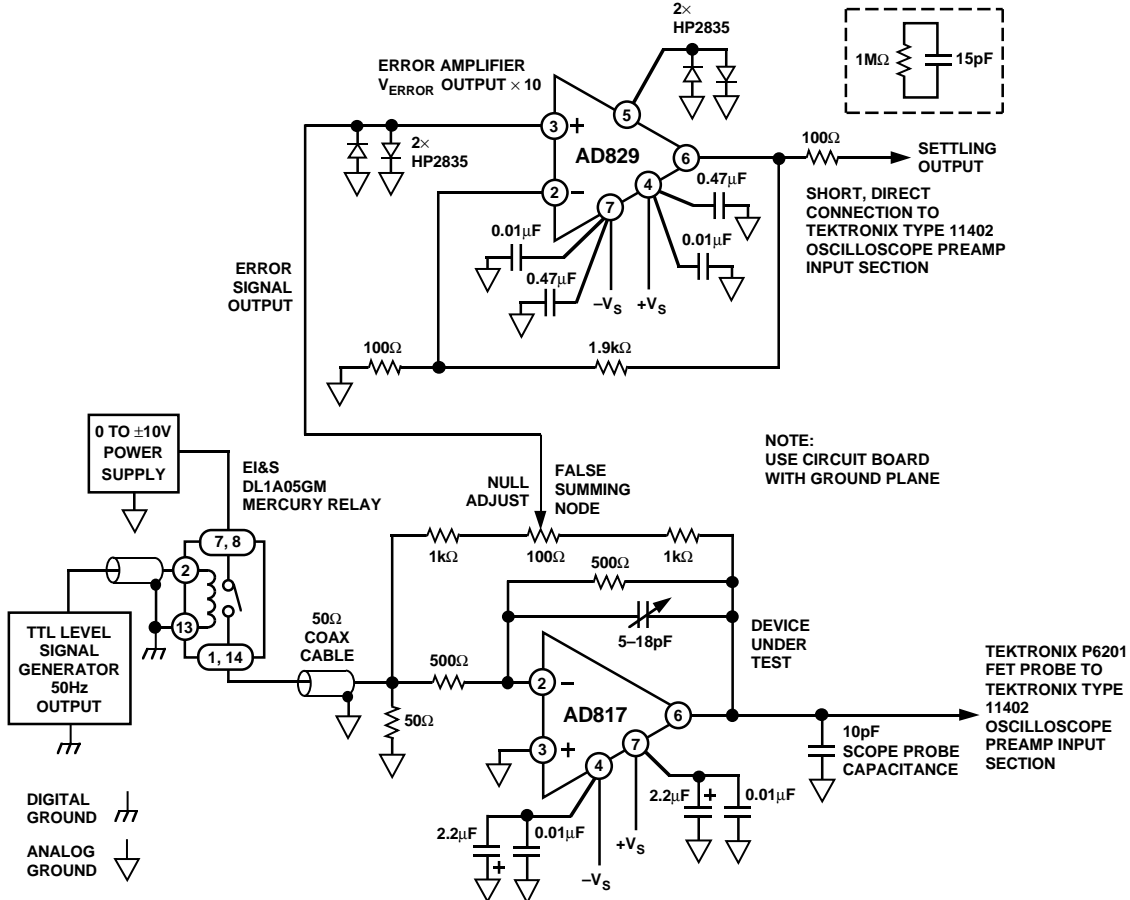 2×
HP2835
1MΩ
15pF
ERROR AMPLIFIER
VERROR OUTPUT × 10
5
3
+
2×
HP2835
AD829
6
100Ω
SETTLING
OUTPUT
2
−
4
7
0.47µF
0.01µF
0.01µF
0.47µF
–VS
+VS
SHORT, DIRECT
CONNECTION TO
TEKTRONIX TYPE 11402
OSCILLOSCOPE PREAMP
INPUT SECTION
ERROR
SIGNAL
OUTPUT
100Ω
1.9kΩ
0 TO ±10V
POWER
SUPPLY
EI&S
DL1A05GM
MERCURY RELAY
NULL
ADJUST
FALSE
SUMMING
NODE
NOTE:
USE CIRCUIT BOARD
WITH GROUND PLANE
7, 8
2
13
1, 14
1kΩ
100Ω
1kΩ
500Ω
5–18pF
TTL LEVEL
SIGNAL
GENERATOR
50Hz
OUTPUT
50Ω
COAX
CABLE
500Ω
50Ω
DEVICE
UNDER
TEST
2
−
AD817
6
3
+
7
4
TEKTRONIX P6201
FET PROBE TO
TEKTRONIX TYPE
11402
OSCILLOSCOPE
PREAMP INPUT
SECTION
10pF
SCOPE PROBE
CAPACITANCE
2.2µF
+
0.01µF
2.2µF
+
0.01µF
+VS
–VS
DIGITAL
GROUND
ANALOG
GROUND